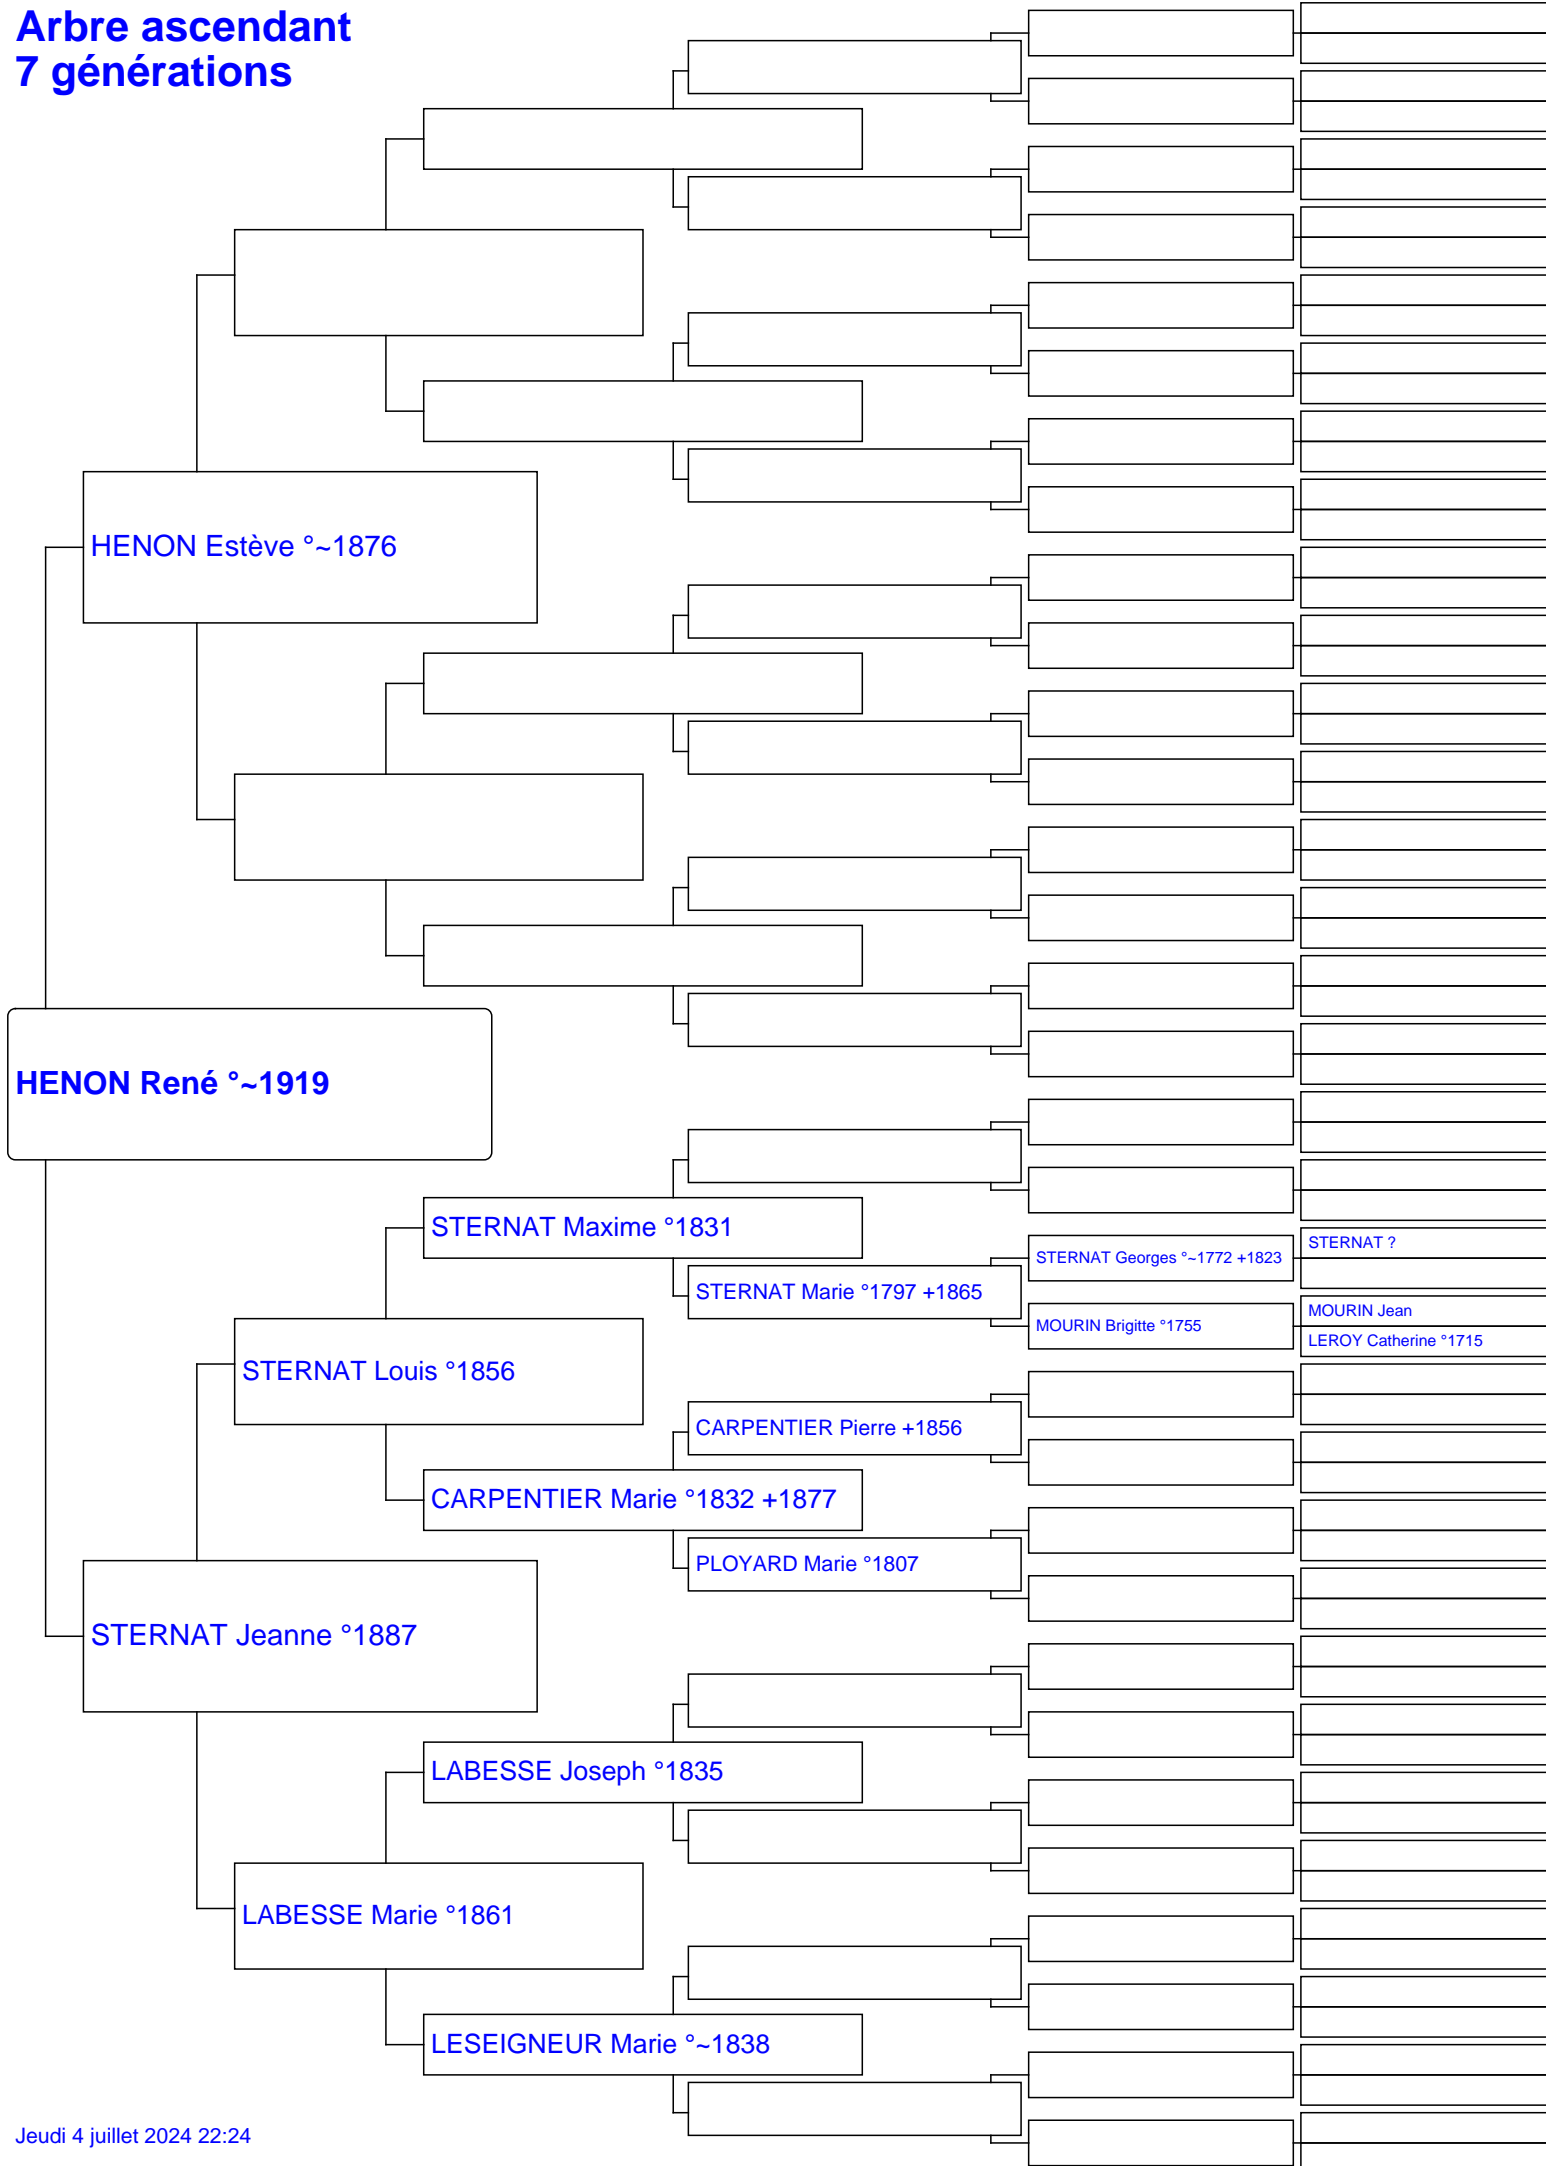 Arbre ascendant
7 générations
HENON Estève °~1876
HENON René °~1919
STERNAT Maxime °1831
STERNAT Georges °~1772 +1823
STERNAT ?
STERNAT Marie °1797 +1865
MOURIN Brigitte °1755
MOURIN Jean
LEROY Catherine °1715
STERNAT Louis °1856
CARPENTIER Pierre +1856
CARPENTIER Marie °1832 +1877
PLOYARD Marie °1807
STERNAT Jeanne °1887
LABESSE Joseph °1835
LABESSE Marie °1861
LESEIGNEUR Marie °~1838
Jeudi 4 juillet 2024 22:24